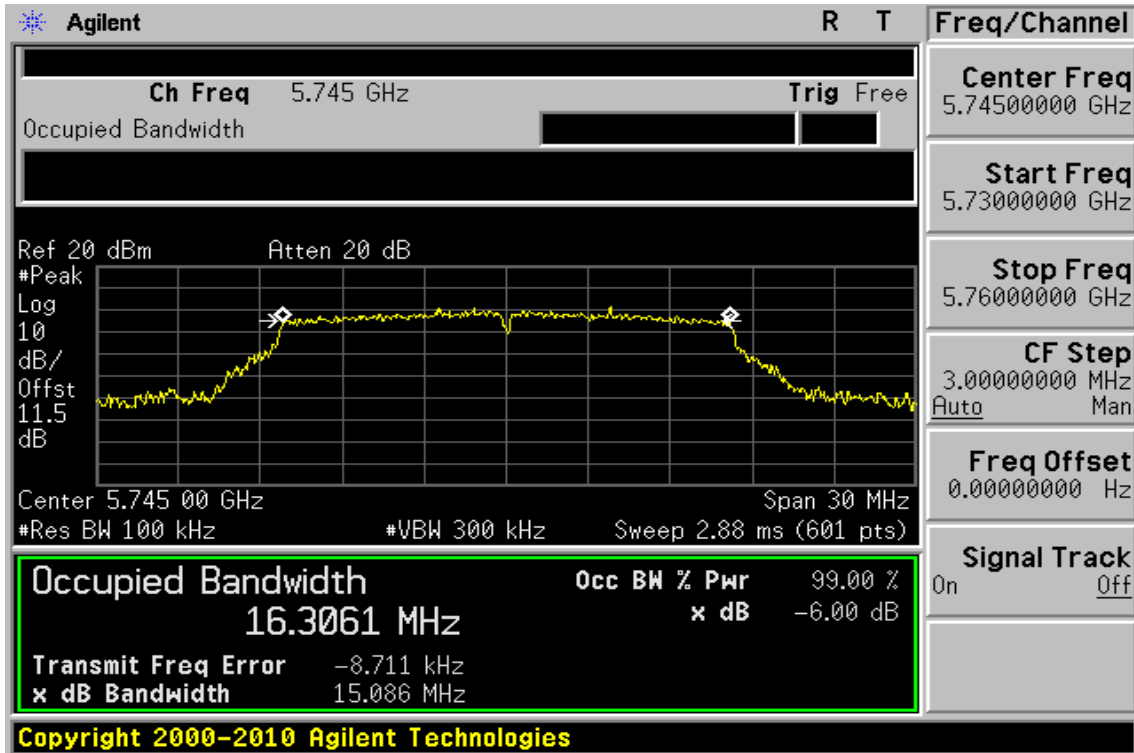 Agilent
R T
Ch Freq 5.745 GHz
Trig Free
Occupied Bandwidth
Ref 20 dBm
Atten 20 dB
#Peak
Log
10
dB/
Offst
11.5
dB
Center 5.745 00 GHz
Span 30 MHz
#Res BW 100 kHz
#VBW 300 kHz
Sweep 2.88 ms (601 pts)
Occupied Bandwidth
16.3061 MHz
Occ BW % Pwr 99.00 %
x dB -6.00 dB
Transmit Freq Error -8.711 kHz
x dB Bandwidth 15.086 MHz
Copyright 2000-2010 Agilent Technologies
Freq/Channel
Center Freq
5.74500000 GHz
Start Freq
5.73000000 GHz
Stop Freq
5.76000000 GHz
CF Step
3.00000000 MHz
Auto Man
Freq Offset
0.00000000 Hz
Signal Track
On Off